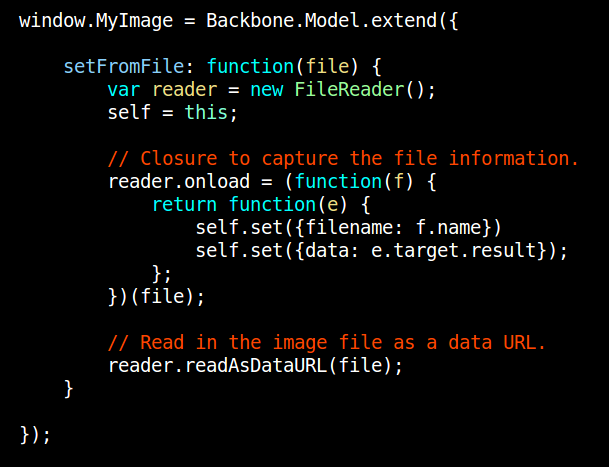 window.MyImage = Backbone.Model.extend({
    setFromFile: function(file) {
        var reader = new FileReader();
        self = this;
        // Closure to capture the file information.
        reader.onload = (function(f) {
            return function(e) {
                self.set({filename: f.name})
                self.set({data: e.target.result});
            };
        })(file);
        // Read in the image file as a data URL.
        reader.readAsDataURL(file);
    }
});